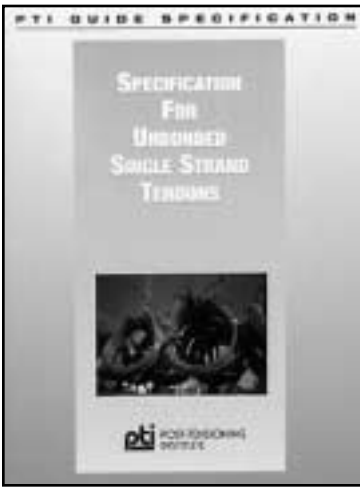 PTI GUIDE SPECIFICATION
SPECIFICATION
FOR
UNBONDED
SINGLE STRAND
TENDONS
pti POST-TENSIONING
INSTITUTE